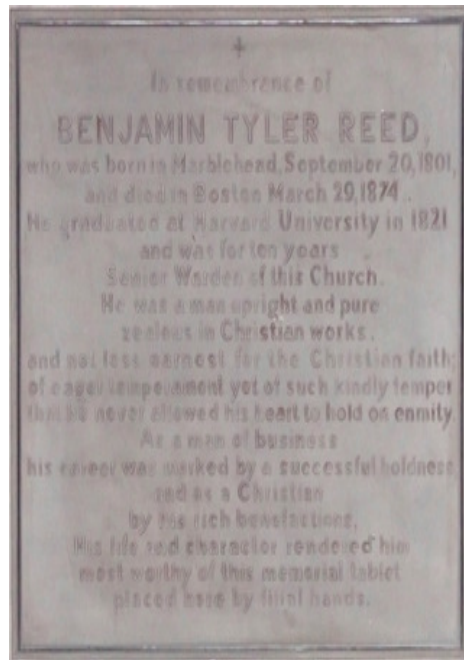 In remembrance of
BENJAMIN TYLER REED,
who was born in Marblehead, September 20, 1801,
and died in Boston March 29, 1874.
He graduated at Harvard University in 1821
and was for ten years
Senior Warden of this Church.
He was a man upright and pure
zealous in Christian works.
and not less earnest for the Christian faith;
of eager temperament yet of such kindly temper
that he never allowed his heart to hold an enmity.
As a man of business
his career was marked by a successful boldness
and as a Christian
by his rich benefactions,
His life and character rendered him
most worthy of this memorial tablet
placed here by filial hands.